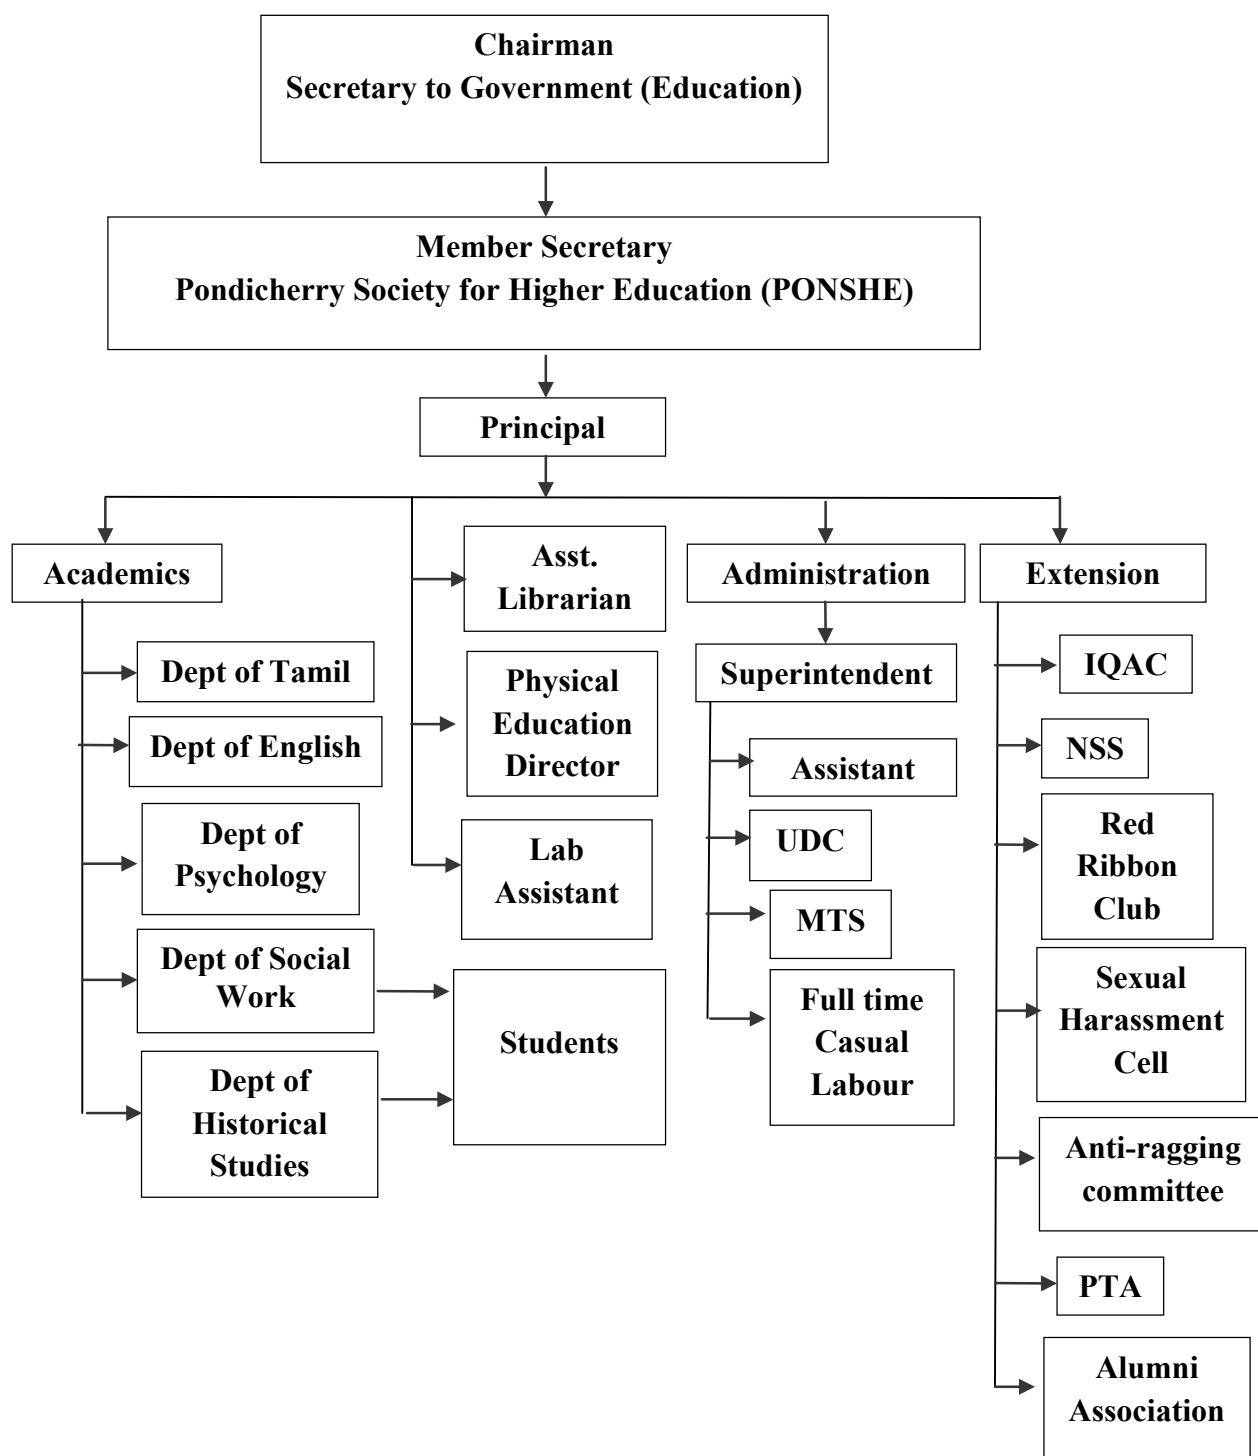 Chairman
Secretary to Government (Education)
Member Secretary
Pondicherry Society for Higher Education (PONSHE)
Principal
Academics
Dept of Tamil
Dept of English
Dept of
Psychology
Dept of Social
Work
Dept of
Historical
Studies
Students
Asst.
Librarian
Physical
Education
Director
Lab
Assistant
Administration
Superintendent
Assistant
UDC
MTS
Full time
Casual
Labour
Extension
IQAC
NSS
Red
Ribbon
Club
Sexual
Harassment
Cell
Anti-ragging
committee
PTA
Alumni
Association